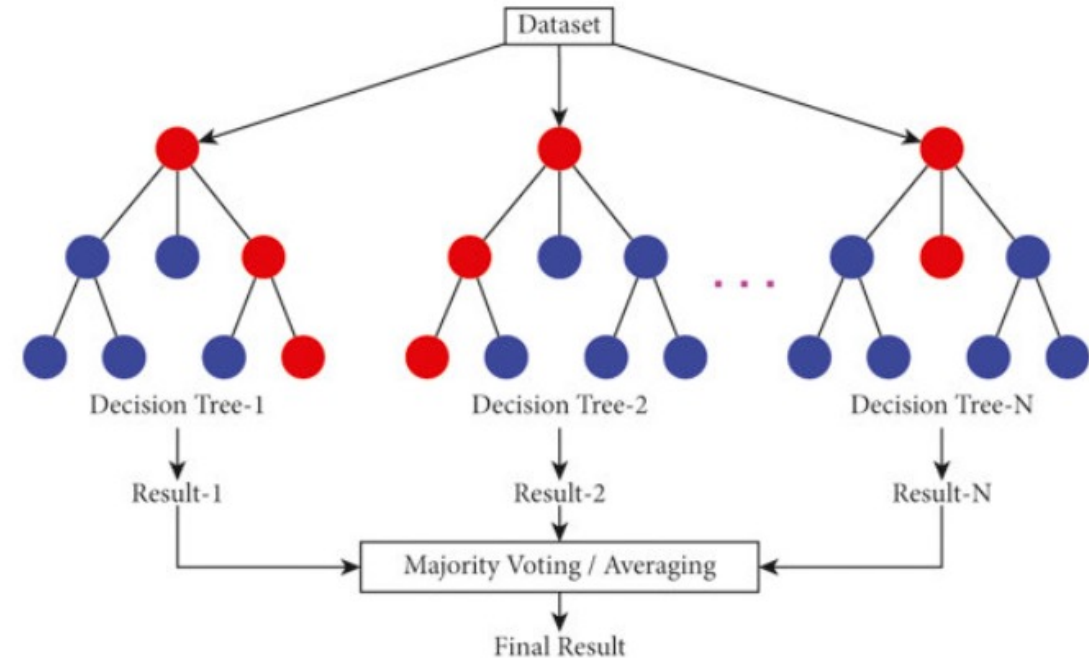 Dataset
Decision Tree-1
Decision Tree-2
Decision Tree-N
Result-1
Result-2
Result-N
Majority Voting / Averaging
Final Result